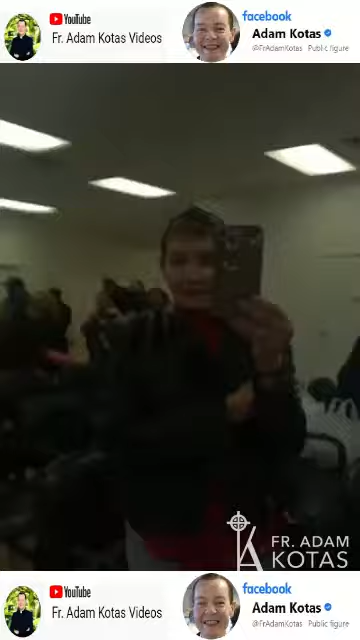 YouTube
Fr. Adam Kotas Videos
facebook
Adam Kotas
@FrAdamKotas · Public figure
FR. ADAM
KOTAS
YouTube
Fr. Adam Kotas Videos
facebook
Adam Kotas
@FrAdamKotas · Public figure